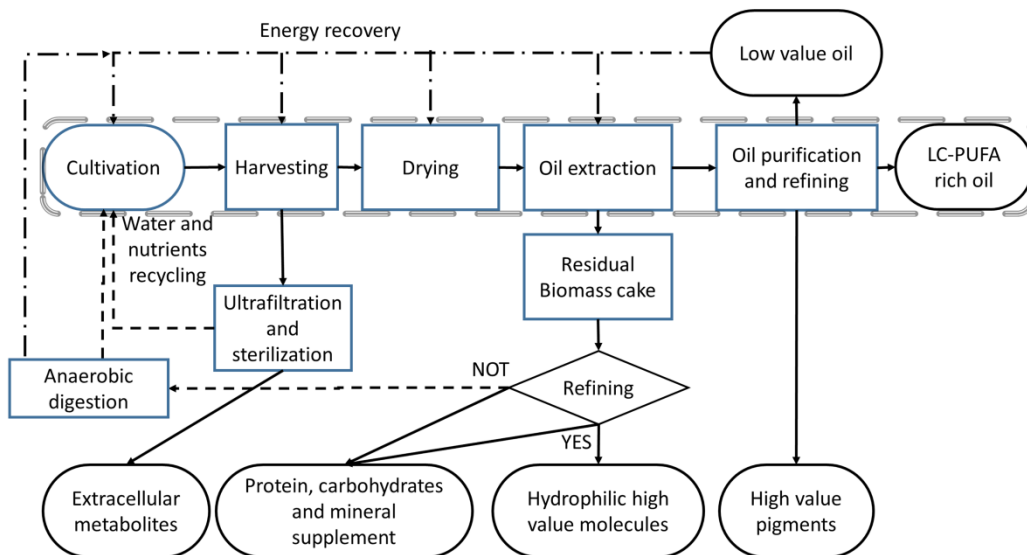 Energy recovery
Low value oil
Cultivation
Harvesting
Drying
Oil extraction
Oil purification
and refining
LC-PUFA
rich oil
Water and
nutrients
recycling
Residual
Biomass cake
Ultrafiltration
and
sterilization
Anaerobic
digestion
NOT
Refining
YES
Extracellular
metabolites
Protein, carbohydrates
and mineral
supplement
Hydrophilic high
value molecules
High value
pigments